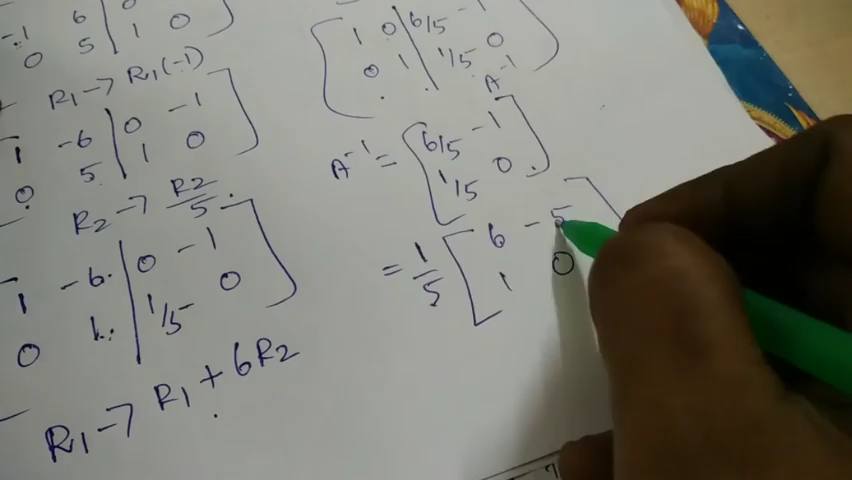 -1 6 | 0
0 5 | 1 0
R1 → R1(-1)
1 -6 | 0 -1
0 5 | 1 0
R2 → R2/5
1 -6 | 0 -1
0 1 | 1/5 0
R1 → R1 + 6R2
1 0 | 6/5 -1
0 1 | 1/5 0
A⁻¹
A⁻¹ = [6/5 -1
1/5 0]
= 1/5 [6 -5
1 0]